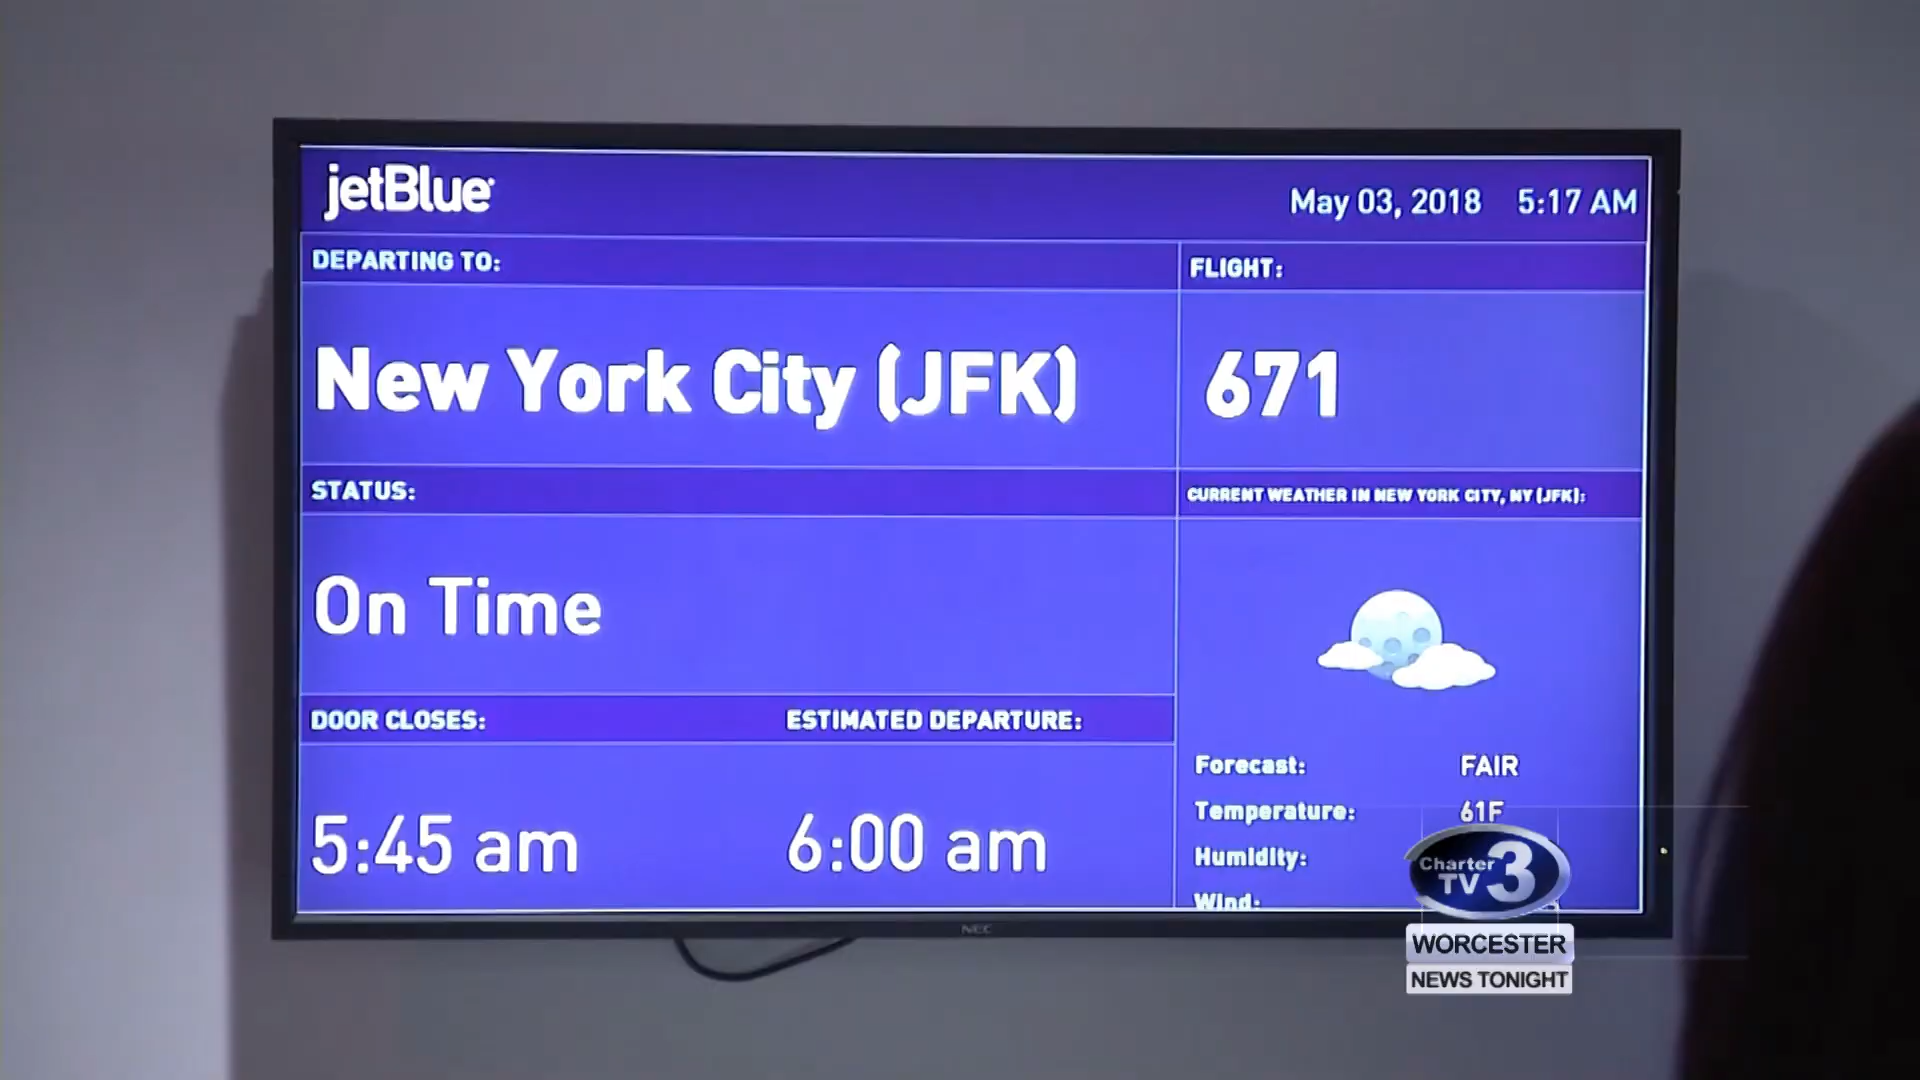 jetBlue
May 03, 2018 5:17 AM
DEPARTING TO:
FLIGHT:
New York City (JFK)
671
STATUS:
CURRENT WEATHER IN NEW YORK CITY, NY (JFK):
On Time
DOOR CLOSES:
ESTIMATED DEPARTURE:
5:45 am
6:00 am
Forecast: FAIR
Temperature: 61F
Humidity:
Wind:
NEC
Charter
TV 3
WORCESTER
NEWS TONIGHT